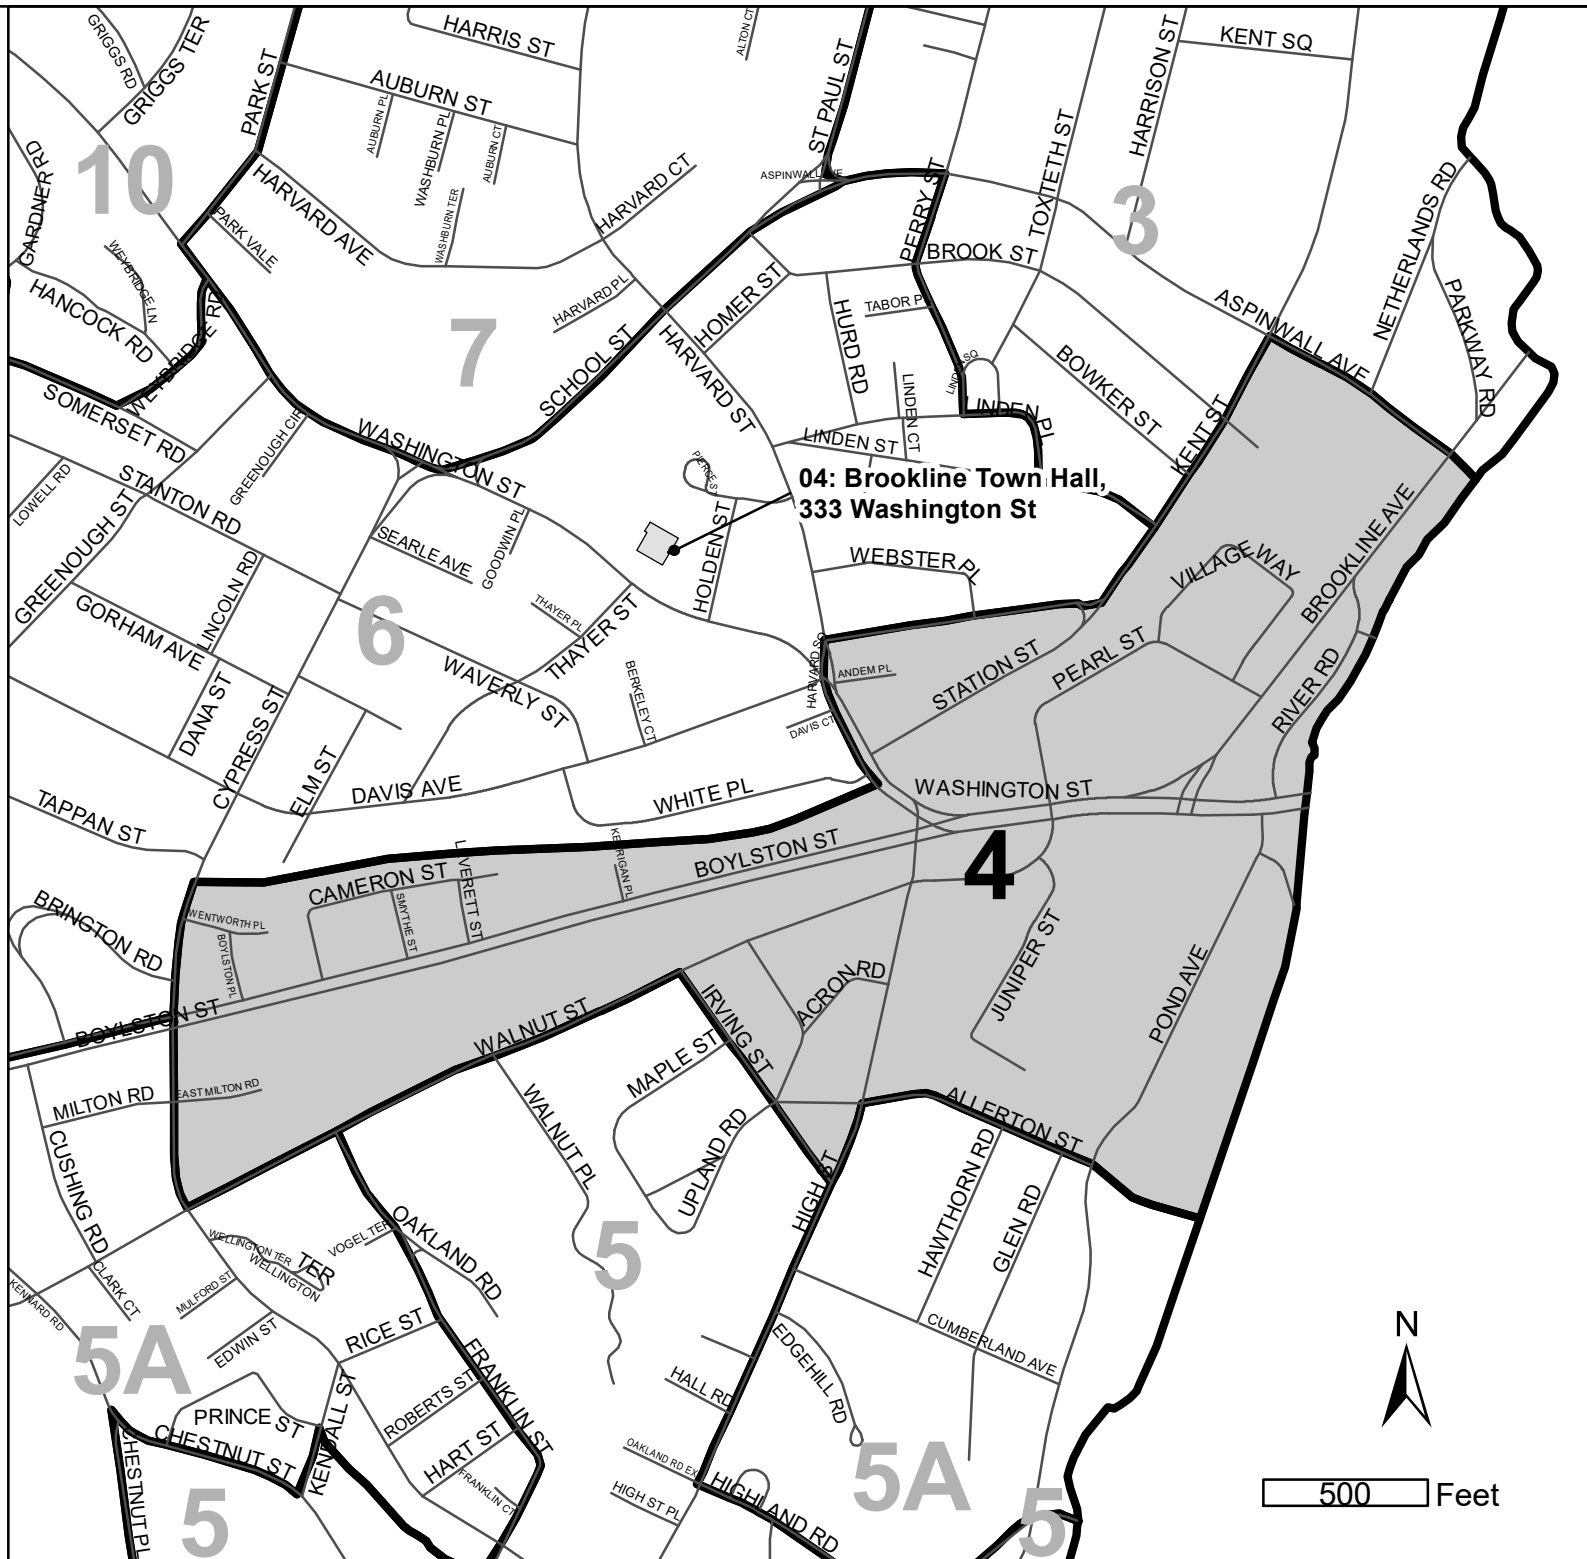 GRIGGS RD
GRIGGS TER
PARK ST
HARRIS ST
ALTON CT
ST PAUL ST
HARRISON ST
KENT SQ
AUBURN ST
AUBURN PL
WASHBURN PL
AUBURN CT
TOXTETH ST
GARDNER RD
10
HARVARD AVE
PARK VALE
WASHBURN TER
HARVARD CT
PERRY ST
3
NETHERLANDS RD
WEYBRIDGE LN
HANCOCK RD
WEYBRIDGE RD
7
HARVARD PL
HOMER ST
BROOK ST
HURD RD
TABOR PL
ASPINWALL AVE
PARKWAY RD
SOMERSET RD
SCHOOL ST
HARVARD ST
LINDEN CT
LINDEN PL
BOWKER ST
KENT ST
GREENOUGH CIR
WASHINGTON ST
LINDEN ST
LOWELL RD
STANTON RD
PIERCE ST
04: Brookline Town Hall,
333 Washington St
GREENOUGH ST
SEARLE AVE
GOODWIN PL
HOLDEN ST
WEBSTER PL
VILLAGE WAY
BROOKLINE AVE
LINCOLN RD
GORHAM AVE
6
THAYER PL
THAYER ST
WAVERLY ST
BERKELEY CT
HARVARD SQ
ANDEM PL
STATION ST
PEARL ST
RIVER RD
DANA ST
CYPRESS ST
DAVIS CT
ELM ST
DAVIS AVE
WHITE PL
WASHINGTON ST
TAPPAN ST
KERRIGAN PL
BOYLSTON ST
4
CAMERON ST
LEVERETT ST
SMYTHE ST
BRINGTON RD
WENTWORTH PL
BOYLSTON PL
BOYLSTON ST
JUNIPER ST
POND AVE
ACRON RD
IRVING ST
WALNUT ST
MAPLE ST
MILTON RD
EAST MILTON RD
CUSHING RD
WALNUT PL
UPLAND RD
HIGH ST
ALLERTON ST
HAWTHORN RD
GLEN RD
OAKLAND RD
VOGEL TER
WELLINGTON TER
WELLINGTON
TER
5
CLARK CT
MULFORD ST
KENNARD RD
EDWIN ST
RICE ST
5A
CUMBERLAND AVE
EDGEHILL RD
FRANKLIN ST
HALL RD
ROBERTS ST
KENDALL ST
PRINCE ST
CHESTNUT ST
CHESTNUT PL
HART ST
FRANKLIN CT
OAKLAND RD EX
HIGH ST PL
HIGHLAND RD
5A
5
5
N
500 Feet